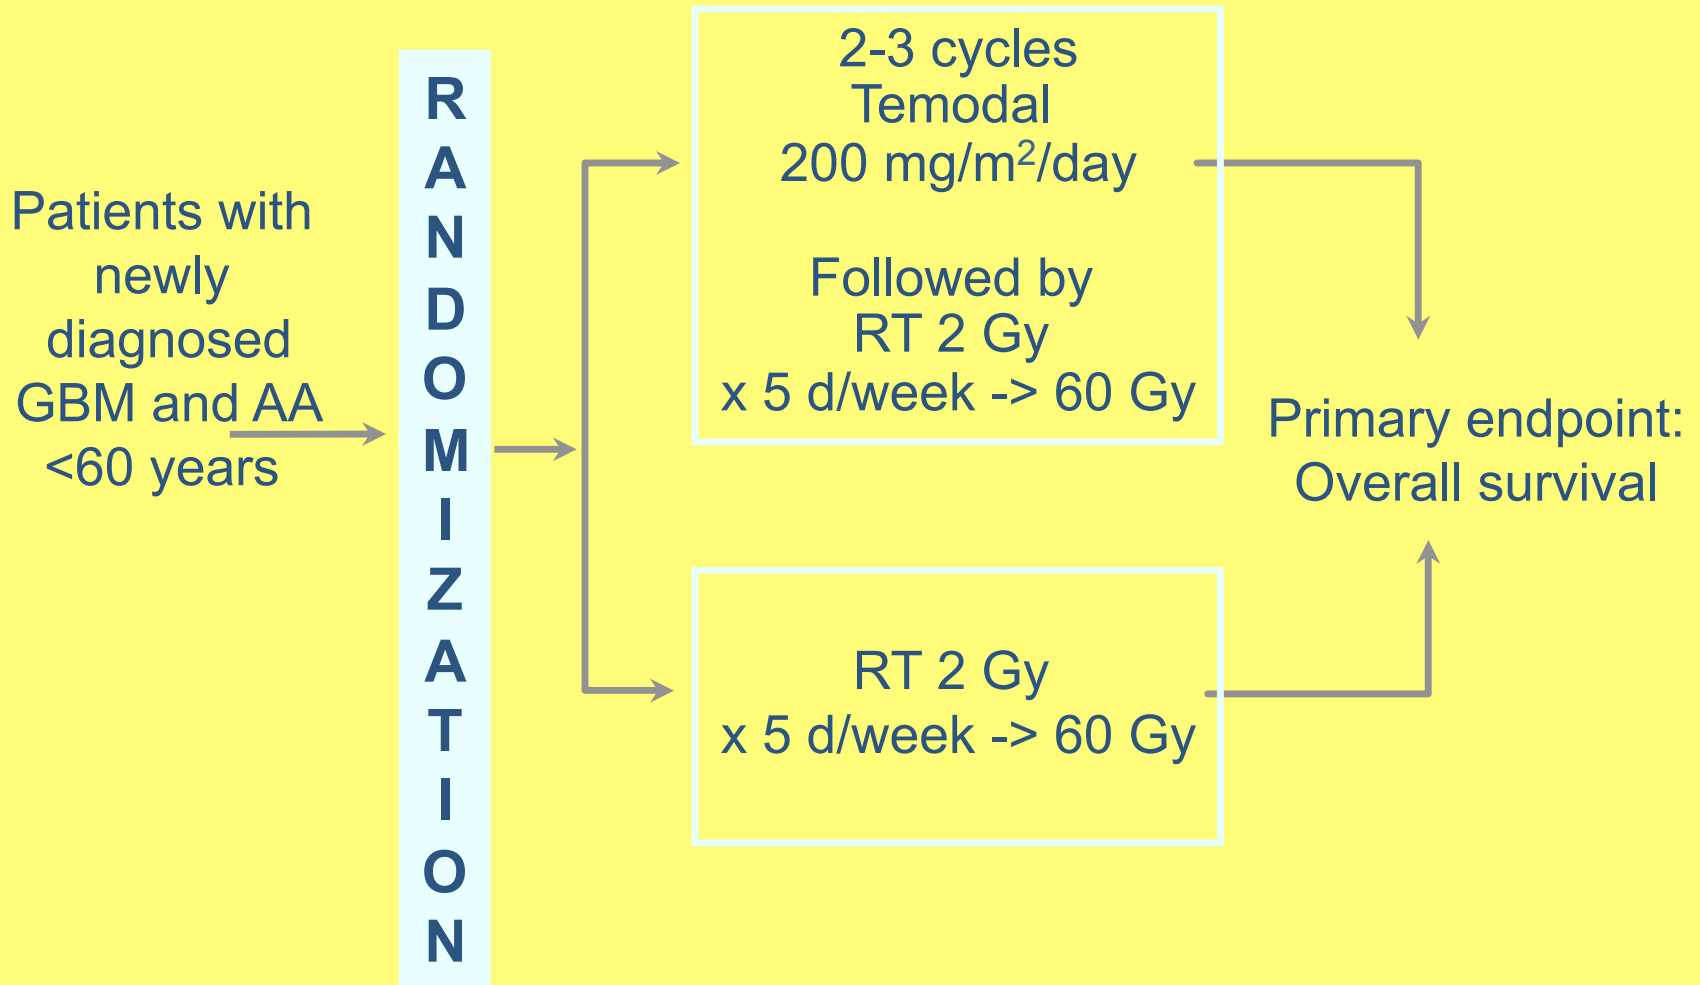 Patients with
newly
diagnosed
GBM and AA
<60 years
R
A
N
D
O
M
I
Z
A
T
I
O
N
2-3 cycles
Temodal
200 mg/m²/day
Followed by
RT 2 Gy
x 5 d/week -> 60 Gy
RT 2 Gy
x 5 d/week -> 60 Gy
Primary endpoint:
Overall survival